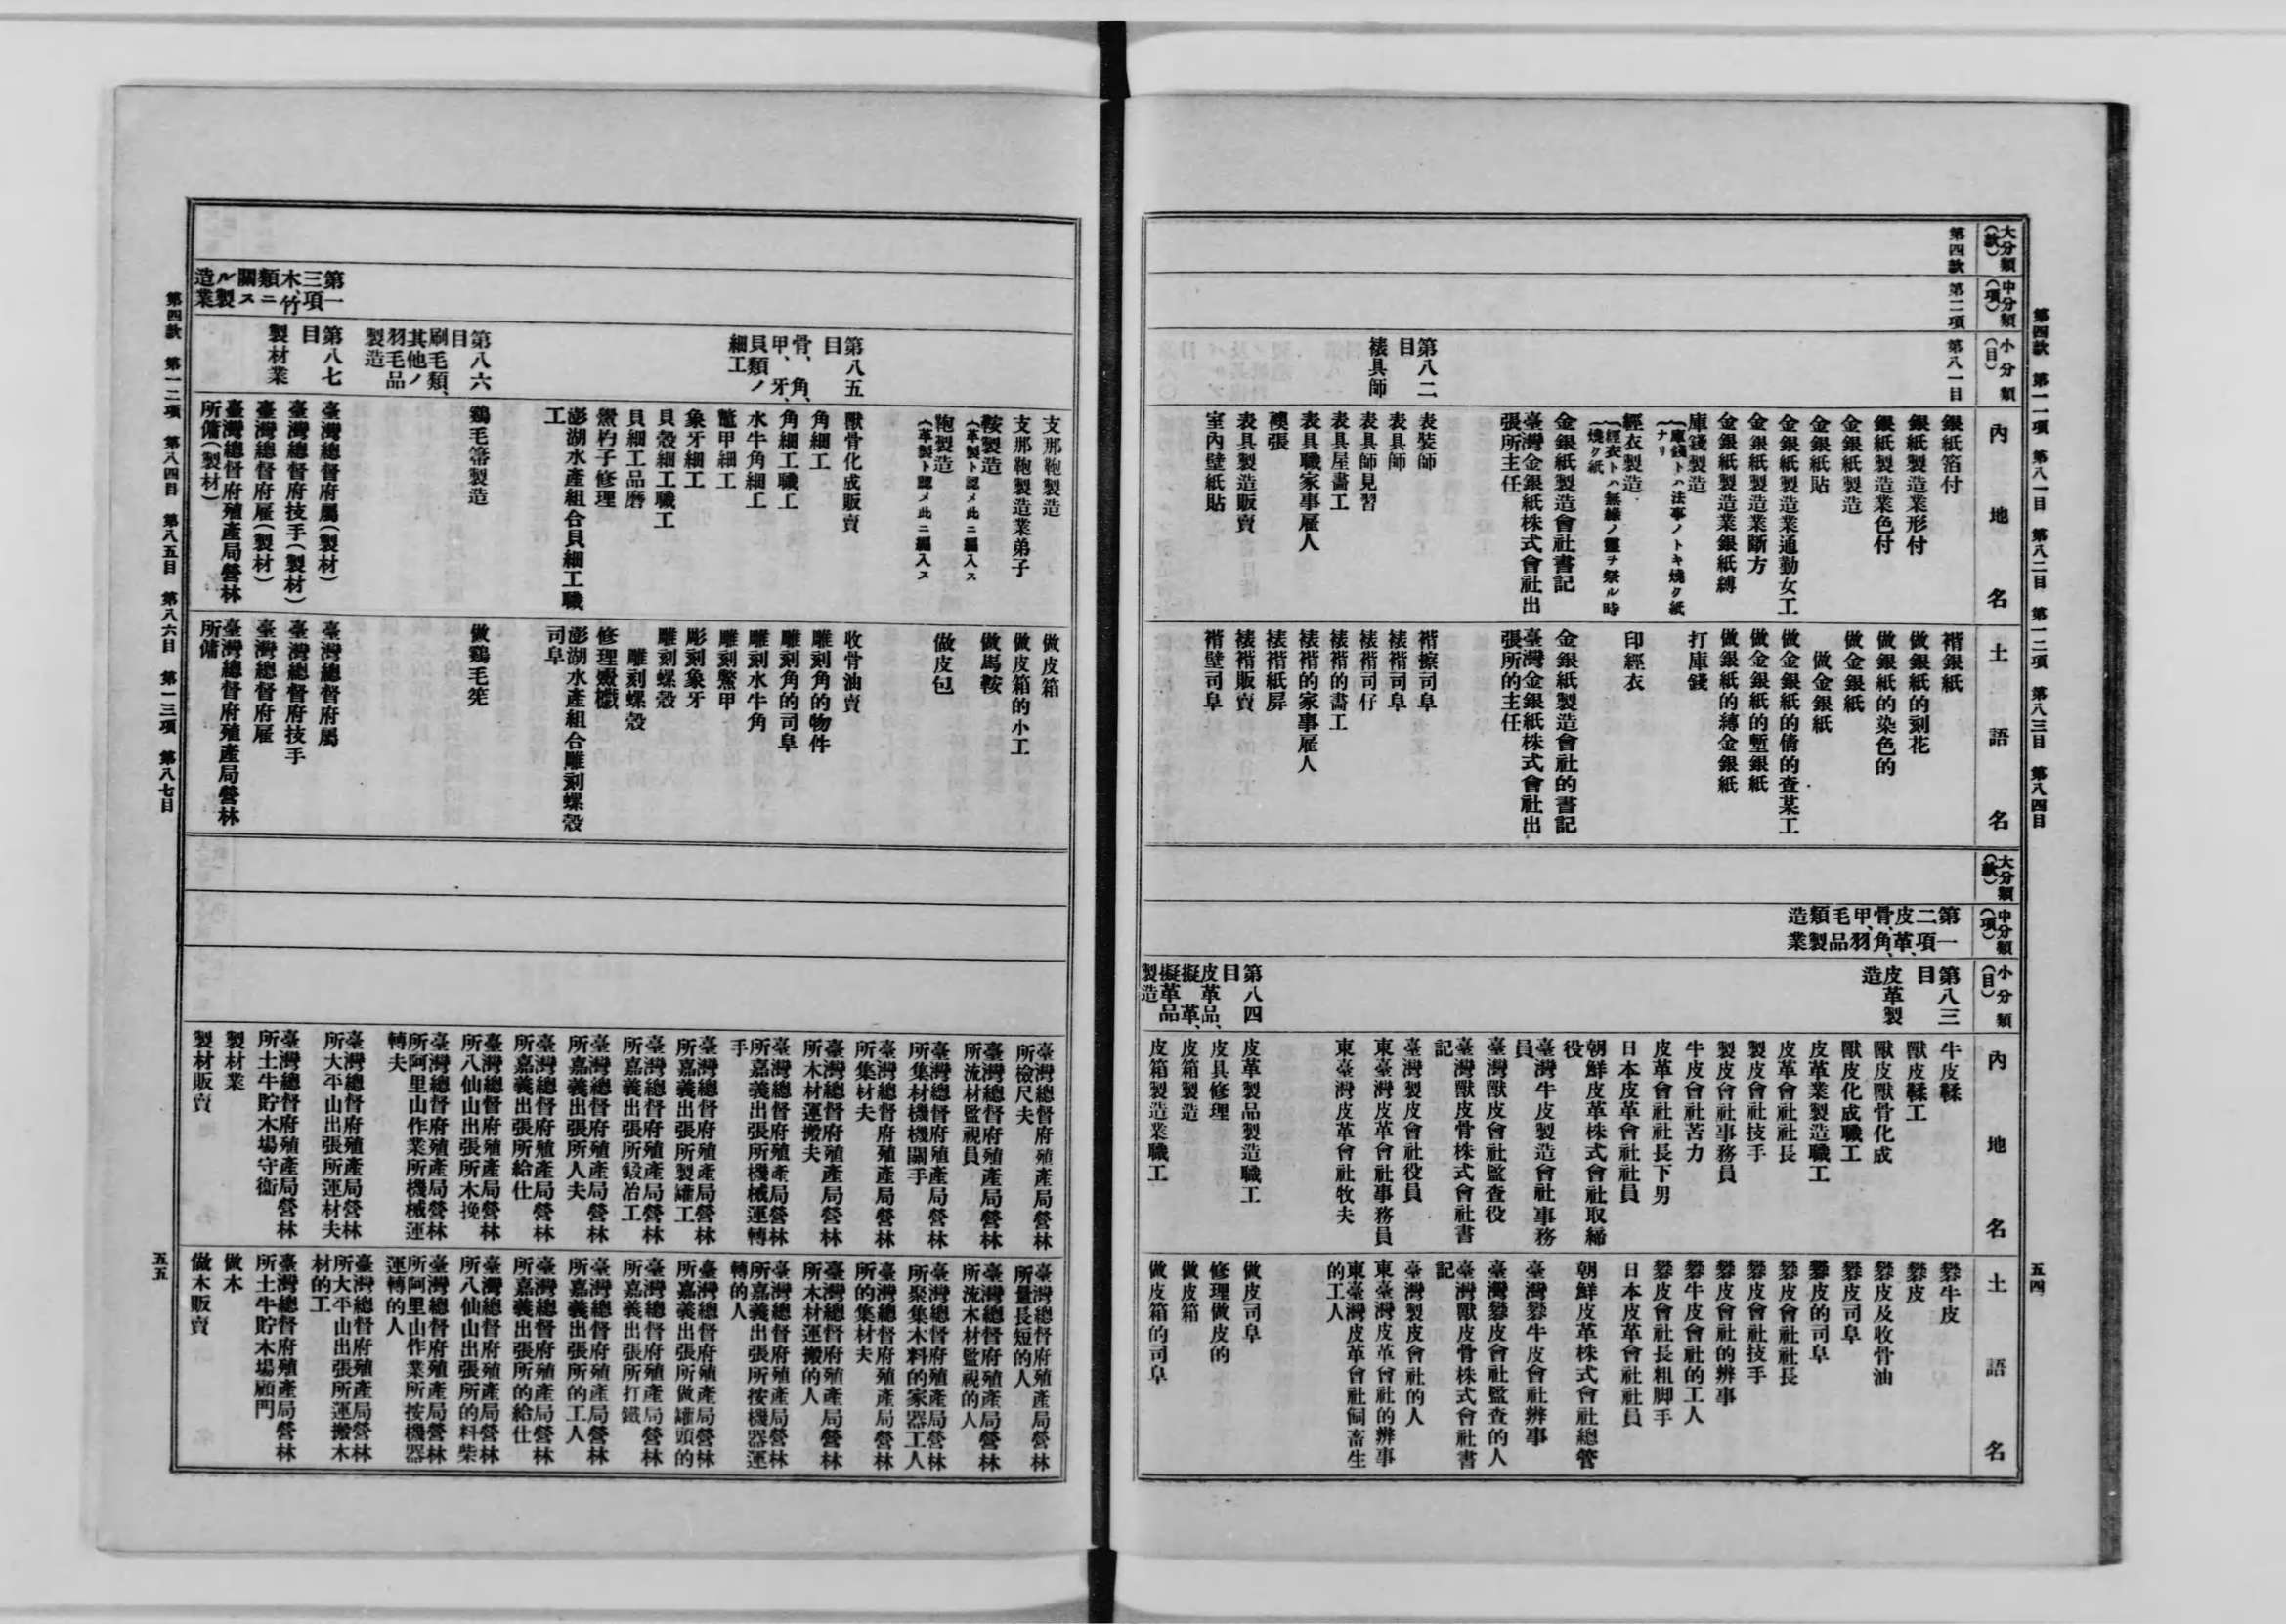 第四款 第一二項 第八一目 第八二目 第一二項 第八三目 第八四目
五四
大分類(款)
中分類(項)
小分類(目)
內地名
土語名
第四款
第一二項
第八一目
銀紙箔付
銀紙製造業形付
銀紙製造業色付
金銀紙製造
金銀紙貼
金銀紙製造業通勤女工
金銀紙製造業斷方
金銀紙製造業銀紙縛
庫錢製造
(庫錢トハ法事ノトキ燒ク紙
ナリ)
經衣製造
(經衣トハ無緣ノ靈ヲ祭ル時
燒ク紙)
金銀紙製造會社書記
臺灣金銀紙株式會社出
張所主任
褙銀紙
做銀紙的刻花
做銀紙的染色的
做金銀紙
做金銀紙
做金銀紙的倩的查某工
做金銀紙的塹銀紙
做銀紙的縛金銀紙
打庫錢
印經衣
金銀紙製造會社的書記
臺灣金銀紙株式會社出
張所的主任
第八二
目
裱具師
表裝師
表具師
表具師見習
表具屋畵工
表具職家事雇人
襖張
表具製造販賣
室內壁紙貼
褙擦司阜
裱褙司阜
裱褙司仔
裱褙的畵工
裱褙的家事雇人
裱褙紙屏
裱褙販賣
褙壁司阜
大分類(款)
中分類(項)
小分類(目)
內地名
土語名
第一
二項
皮革、
骨、角、
甲、羽
毛品
類製
造業
第八三
目
皮革製
造
牛皮鞣
獸皮鞣工
獸皮獸骨化成
獸皮化成職工
皮革業製造職工
皮革會社社長
製皮會社技手
製皮會社事務員
牛皮會社苦力
皮革會社社長下男
日本皮革會社社員
朝鮮皮革株式會社取締
役
臺灣牛皮製造會社事務
員
臺灣獸皮會社監查役
臺灣獸皮骨株式會社書
記
臺灣製皮會社役員
東臺灣皮革會社事務員
東臺灣皮革會社牧夫
礬牛皮
礬皮
礬皮及收骨油
礬皮司阜
礬皮的司阜
礬皮會社社長
礬皮會社技手
礬皮會社的辨事
礬牛皮會社的工人
礬皮會社長粗脚手
日本皮革會社社員
朝鮮皮革株式會社總管
臺灣礬牛皮會社辨事
臺灣礬皮會社監查的人
臺灣獸皮骨株式會社書
記
臺灣製皮會社的人
東臺灣皮革會社的辨事
東臺灣皮革會社飼畜生
的工人
第八四
目
皮革品、
擬革、
擬革品
製造
皮革製品製造職工
皮具修理
皮箱製造
皮箱製造業職工
做皮司阜
修理做皮的
做皮箱
做皮箱的司阜
支那鞄製造
支那鞄製造業弟子
鞍製造
(革製ト認メ此ニ編入ス)
鞄製造
(革製ト認メ此ニ編入ス)
做皮箱
做皮箱的小工
做馬鞍
做皮包
第八五
目
骨、角、
甲、牙、
貝類ノ
細工
獸骨化成販賣
角細工
角細工職工
水牛角細工
鼈甲細工
象牙細工
貝殼細工職工
貝細工品磨
鱟杓子修理
澎湖水產組合貝細工職
工
收骨油賣
雕刻角的物件
雕刻角的司阜
雕刻水牛角
雕刻鱉甲
彫刻象牙
雕刻螺殼
雕刻螺殼
澎湖水產組合雕刻螺殼
司阜
第八六
目
刷毛類、
其他ノ
羽毛品
製造
鷄毛箒製造
做鷄毛筅
第一
三項
木、竹
類ニ
關ス
ル製
造業
第八七
目
製材業
臺灣總督府屬(製材)
臺灣總督府技手(製材)
臺灣總督府雇(製材)
臺灣總督府殖產局營林
所傭(製材)
臺灣總督府屬
臺灣總督府技手
臺灣總督府雇
臺灣總督府殖產局營林
所傭
臺灣總督府殖產局營林
所檢尺夫
臺灣總督府殖產局營林
所流材監視員
臺灣總督府殖產局營林
所集材機機關手
臺灣總督府殖產局營林
所集材夫
臺灣總督府殖產局營林
所木材運搬夫
臺灣總督府殖產局營林
所嘉義出張所機械運轉
手
臺灣總督府殖產局營林
所嘉義出張所製罐工
臺灣總督府殖產局營林
所嘉義出張所鍛冶工
臺灣總督府殖產局營林
所嘉義出張所人夫
臺灣總督府殖產局營林
所嘉義出張所給仕
臺灣總督府殖產局營林
所八仙山出張所木挽
臺灣總督府殖產局營林
所阿里山作業所機械運
轉夫
臺灣總督府殖產局營林
所大平山出張所運材夫
臺灣總督府殖產局營林
所土牛貯木場守衞
製材業
製材販賣
臺灣總督府殖產局營林
所量長短的人
臺灣總督府殖產局營林
所流木材監視的人
臺灣總督府殖產局營林
所聚集木料的家器工人
臺灣總督府殖產局營林
所的集材夫
臺灣總督府殖產局營林
所木材運搬的人
臺灣總督府殖產局營林
所嘉義出張所按機器運
轉的人
臺灣總督府殖產局營林
所嘉義出張所做罐頭的
臺灣總督府殖產局營林
所嘉義出張所打鐵
臺灣總督府殖產局營林
所嘉義出張所的工人
臺灣總督府殖產局營林
所嘉義出張所的給仕
臺灣總督府殖產局營林
所八仙山出張所的料柴
臺灣總督府殖產局營林
所阿里山作業所按機器
運轉的人
臺灣總督府殖產局營林
所大平山出張所運搬木
材的工
臺灣總督府殖產局營林
所土牛貯木場顧門
做木
做木販賣
第四款 第一二項 第八四目 第八五目 第八六目 第一三項 第八七目
五五